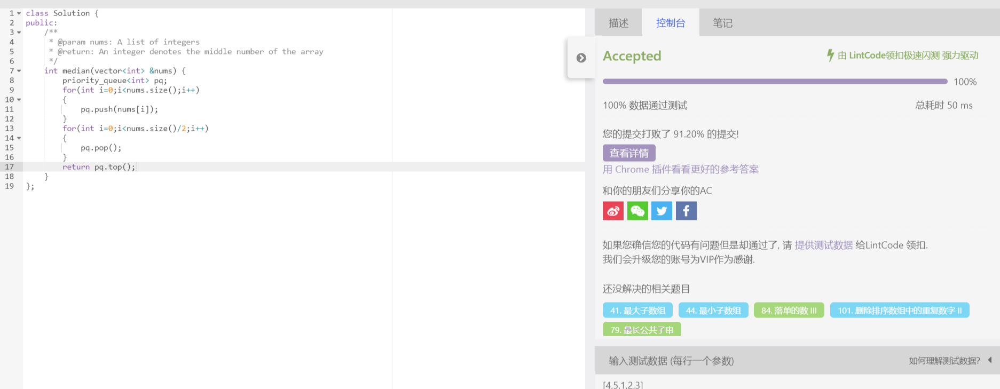 1 class Solution {
2 public:
3 /**
4 * @param nums: A list of integers
5 * @return: An integer denotes the middle number of the array
6 */
7 int median(vector<int> &nums) {
8 priority_queue<int> pq;
9 for(int i=0;i<nums.size();i++)
10 {
11 pq.push(nums[i]);
12 }
13 for(int i=0;i<nums.size()/2;i++)
14 {
15 pq.pop();
16 }
17 return pq.top();
18 }
19 };
描述 控制台 笔记
Accepted 由 LintCode领扣极速闪测 强力驱动
100%
100% 数据通过测试 总耗时 50 ms
您的提交打败了 91.20% 的提交!
查看详情
用 Chrome 插件看看更好的参考答案
和你的朋友们分享你的AC
如果您确信您的代码有问题但是却通过了, 请 提供测试数据 给LintCode 领扣.
我们会升级您的账号为VIP作为感谢.
还没解决的相关题目
41. 最大子数组 44. 最小子数组 84. 落单的数 III 101. 删除排序数组中的重复数字 II
79. 最长公共子串
输入测试数据 (每行一个参数) 如何理解测试数据?
[4,5,1,2,3]